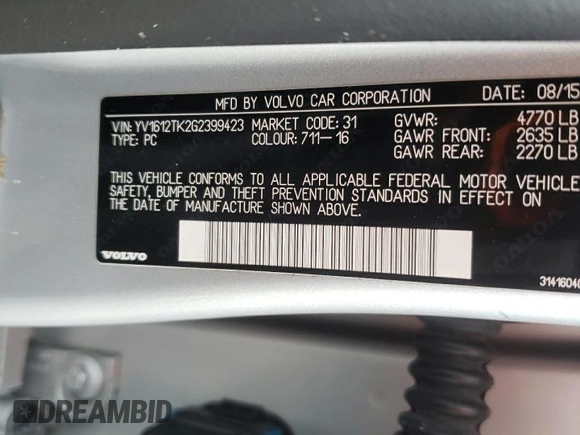 MFD BY VOLVO CAR CORPORATION DATE: 08/15
VIN: YV1612TK2G2399423 MARKET CODE: 31 GVWR: 4770 LB
TYPE: PC COLOUR: 711-16 GAWR FRONT: 2635 LB
GAWR REAR: 2270 LB
THIS VEHICLE CONFORMS TO ALL APPLICABLE FEDERAL MOTOR VEHICLE
SAFETY, BUMPER AND THEFT PREVENTION STANDARDS IN EFFECT ON
THE DATE OF MANUFACTURE SHOWN ABOVE.
VOLVO
3141604
DREAMBID